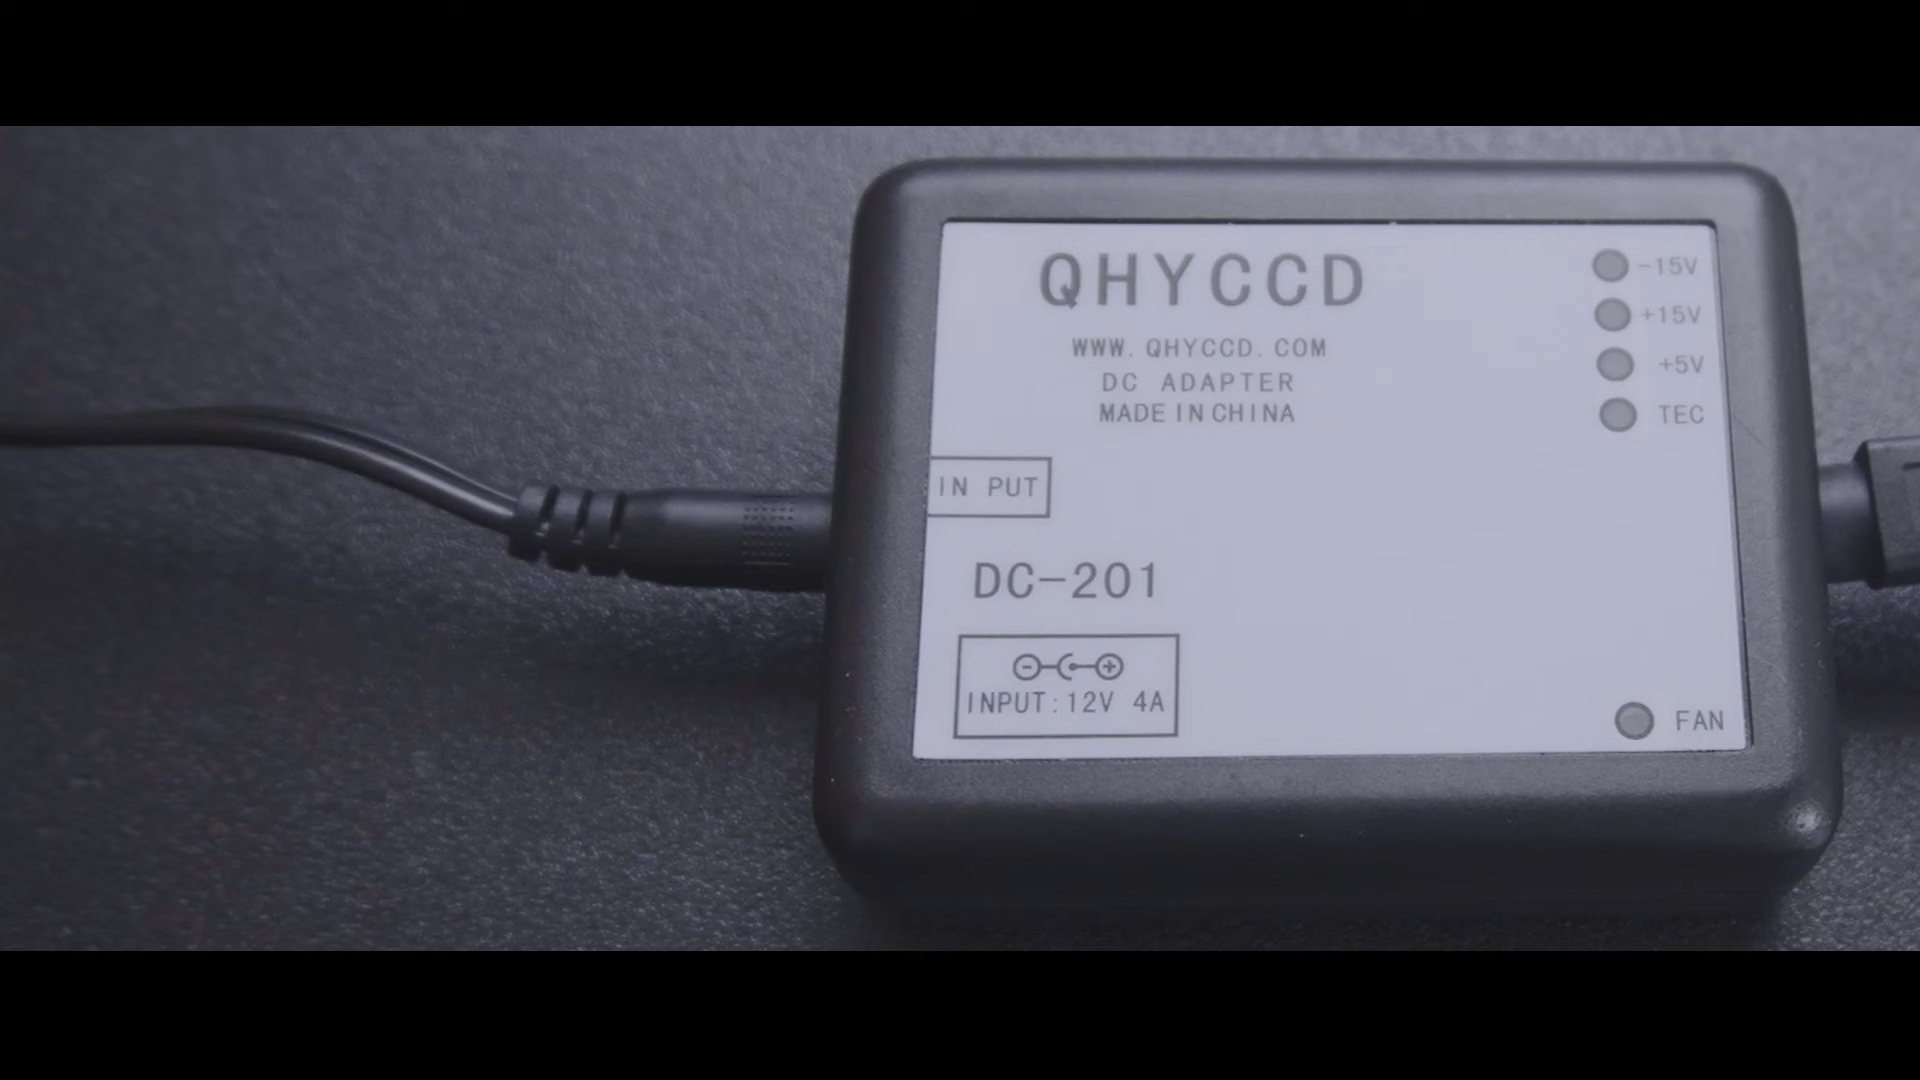 QHYCCD
WWW.QHYCCD.COM
DC ADAPTER
MADE IN CHINA
-15V
+15V
+5V
TEC
IN PUT
DC-201
INPUT:12V 4A
FAN